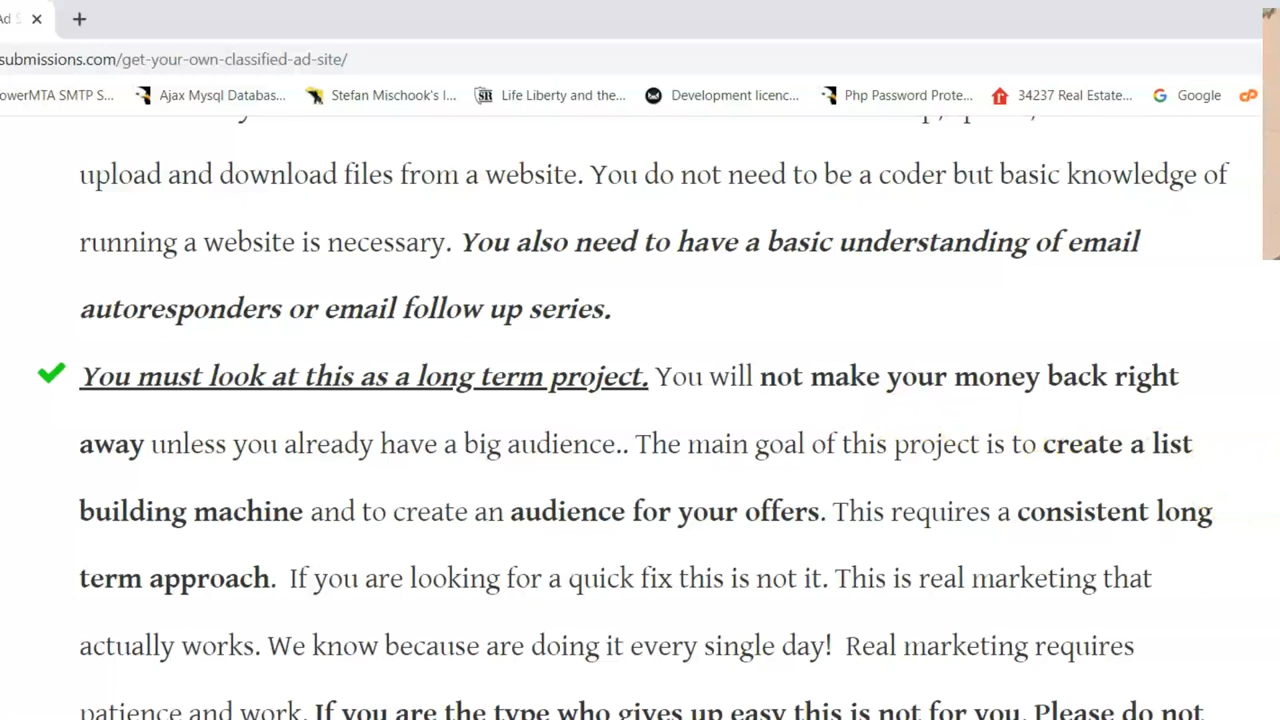 Ad S
submissions.com/get-your-own-classified-ad-site/
owerMTA SMTP S... Ajax Mysql Databas... Stefan Mischook's I... SB Life Liberty and the... Development licenc... Php Password Prote... r 34237 Real Estate... G Google cP
upload and download files from a website. You do not need to be a coder but basic knowledge of
running a website is necessary. You also need to have a basic understanding of email
autoresponders or email follow up series.
You must look at this as a long term project. You will not make your money back right
away unless you already have a big audience.. The main goal of this project is to create a list
building machine and to create an audience for your offers. This requires a consistent long
term approach. If you are looking for a quick fix this is not it. This is real marketing that
actually works. We know because are doing it every single day! Real marketing requires
patience and work. If you are the type who gives up easy this is not for you. Please do not